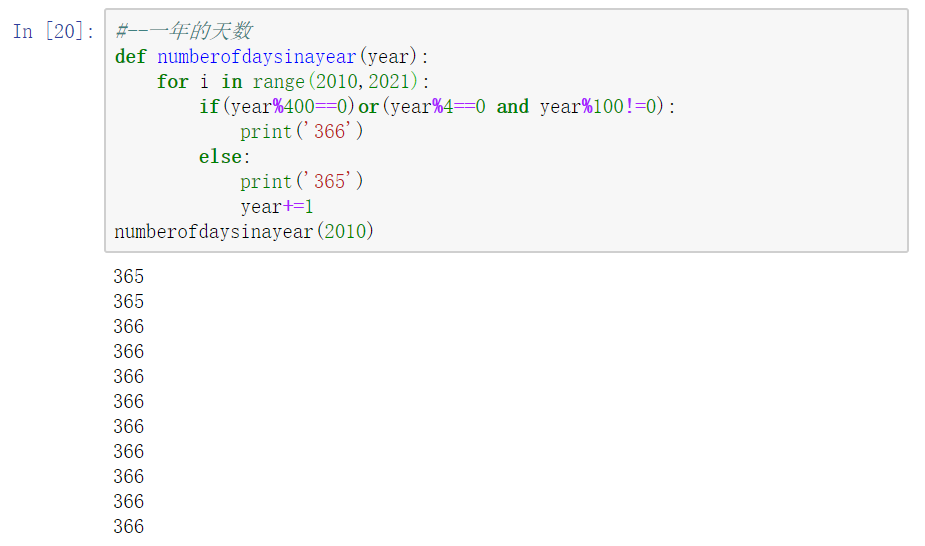 In [20]:
#--一年的天数
def numberofdaysinayear(year):
    for i in range(2010,2021):
        if(year%400==0)or(year%4==0 and year%100!=0):
            print('366')
        else:
            print('365')
            year+=1
numberofdaysinayear(2010)
365
365
366
366
366
366
366
366
366
366
366